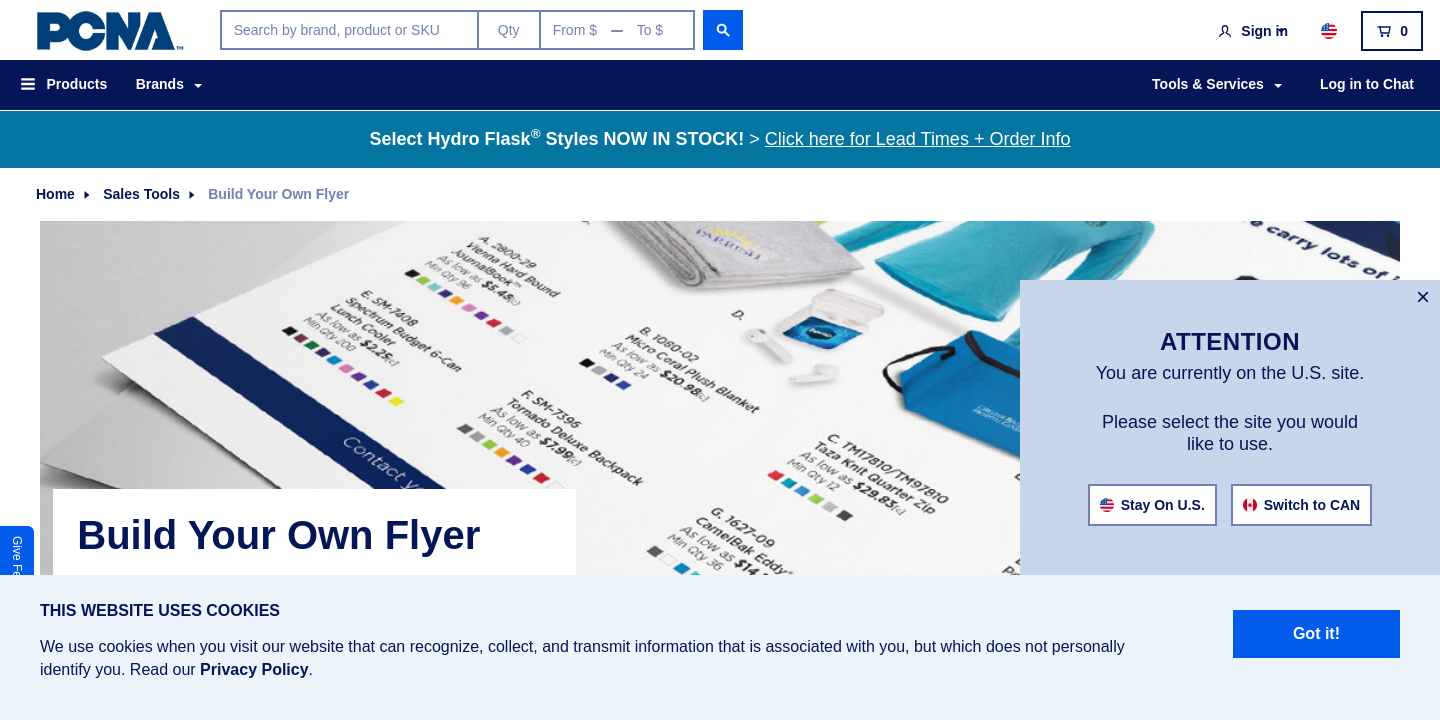 PCNA™
Search by brand, product or SKU
Qty
From $ — To $
Sign in
0
Products
Brands
Tools & Services
Log in to Chat
Select Hydro Flask® Styles NOW IN STOCK! > Click here for Lead Times + Order Info
Home
Sales Tools
Build Your Own Flyer
A. 2800-29
Vienna Hard Bound
JournalBook™
As low as $5.48(c)
Min Qty 96
E. SM-7408
Spectrum Budget 6-Can
Lunch Cooler
As low as $2.25(c)
Min Qty 200
B. 1080-02
Micro Coral Plush Blanket
As low as $20.98(c)
Min Qty 24
D.
F. SM-7596
Tornado Deluxe Backpack
As low as $7.99(c)
Min Qty 40
C. TM17810/TM97810
Taza Knit Quarter Zip
As low as $29.83(c)
Min Qty 12
G. 1627-09
CamelBak Eddy®
As low as $14.
Min Qty 36
Contact y
e carry lots of i
Build Your Own Flyer
Give Fe
×
ATTENTION
You are currently on the U.S. site.
Please select the site you would
like to use.
Stay On U.S.
Switch to CAN
THIS WEBSITE USES COOKIES
We use cookies when you visit our website that can recognize, collect, and transmit information that is associated with you, but which does not personally
identify you. Read our Privacy Policy.
Got it!